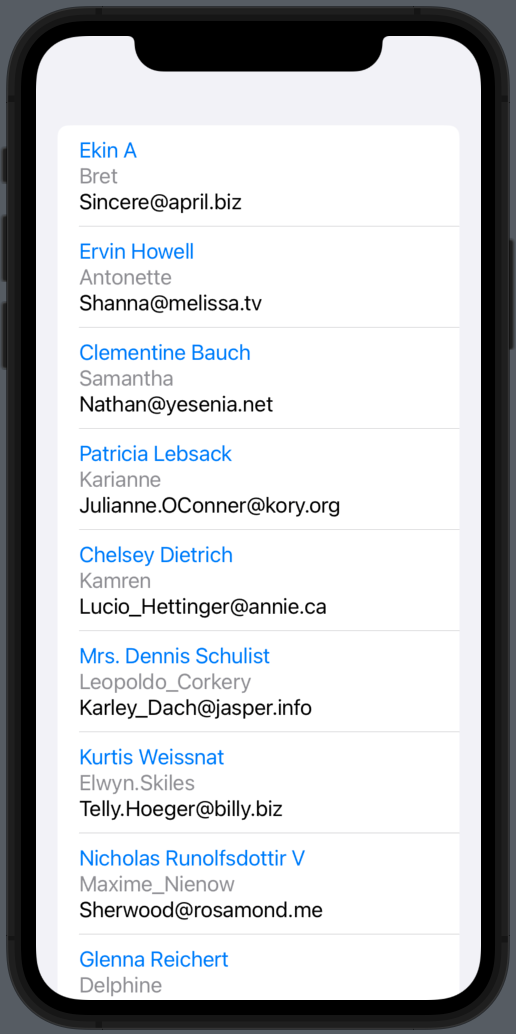 Ekin A
Bret
Sincere@april.biz
Ervin Howell
Antonette
Shanna@melissa.tv
Clementine Bauch
Samantha
Nathan@yesenia.net
Patricia Lebsack
Karianne
Julianne.OConner@kory.org
Chelsey Dietrich
Kamren
Lucio_Hettinger@annie.ca
Mrs. Dennis Schulist
Leopoldo_Corkery
Karley_Dach@jasper.info
Kurtis Weissnat
Elwyn.Skiles
Telly.Hoeger@billy.biz
Nicholas Runolfsdottir V
Maxime_Nienow
Sherwood@rosamond.me
Glenna Reichert
Delphine